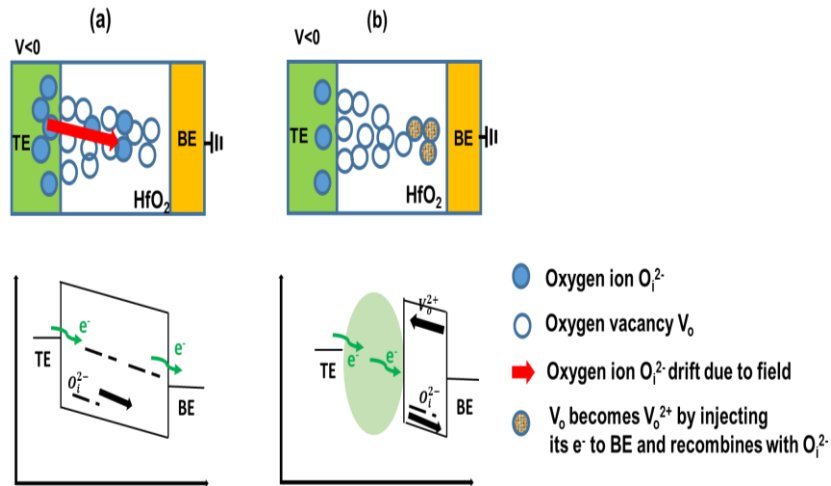 (a)
(b)
V<0
V<0
TE
BE
HfO₂
TE
BE
HfO₂
e⁻
e⁻
TE
Oᵢ²⁻
BE
Vₒ²⁺
e⁻
e⁻
TE
Oᵢ²⁻
BE
Oxygen ion Oᵢ²⁻
Oxygen vacancy Vₒ
Oxygen ion Oᵢ²⁻ drift due to field
Vₒ becomes Vₒ²⁺ by injecting
its e⁻ to BE and recombines with Oᵢ²⁻